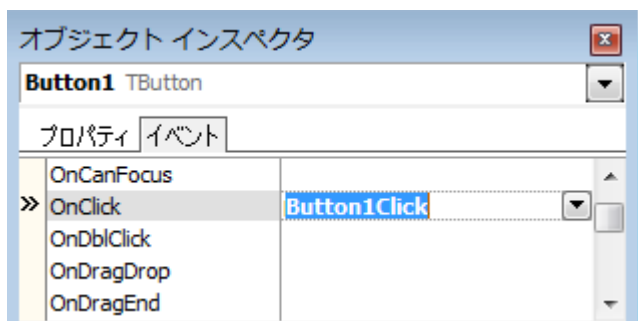 オブジェクト インスペクタ
Button1 TButton
プロパティ イベント
OnCanFocus
OnClick Button1Click
OnDblClick
OnDragDrop
OnDragEnd